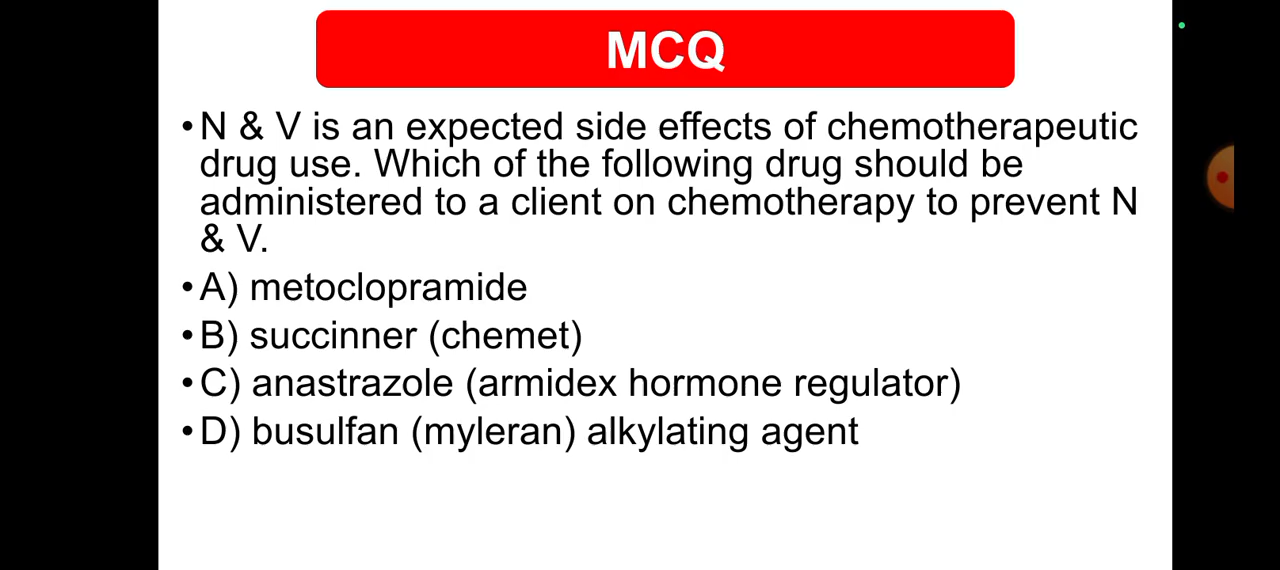 MCQ
•N & V is an expected side effects of chemotherapeutic
drug use. Which of the following drug should be
administered to a client on chemotherapy to prevent N
& V.
•A) metoclopramide
•B) succinner (chemet)
•C) anastrazole (armidex hormone regulator)
•D) busulfan (myleran) alkylating agent